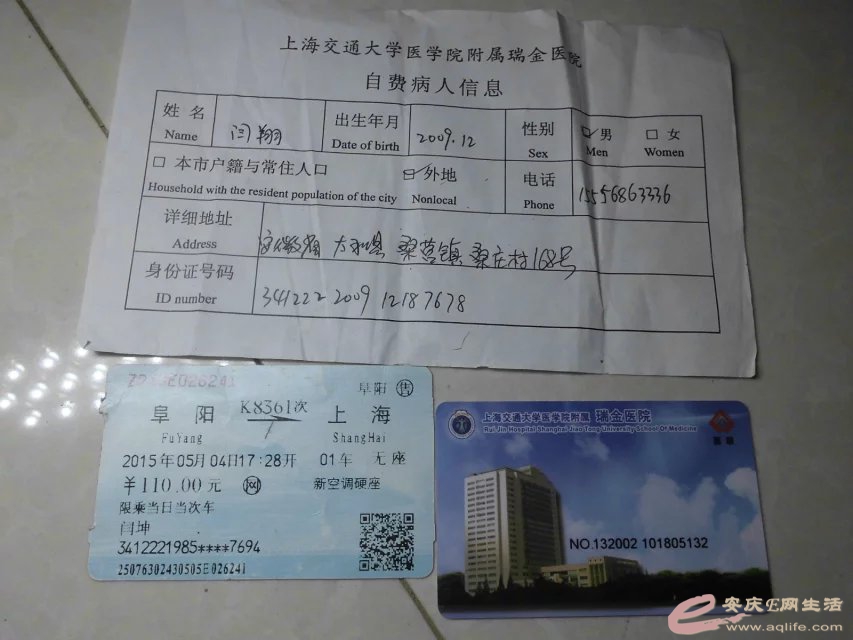 上海交通大学医学院附属瑞金医院
自费病人信息
姓名 Name 闫翔 出生年月 Date of birth 2009.12 性别 Sex 男 Men 女 Women
本市户籍与常住人口 外地 电话 15556863336
Household with the resident population of the city Nonlocal Phone
详细地址 Address 安徽省 太和县 桑营镇 桑庄村168号
身份证号码 ID number 341222 2009 12187678
Z243E026241 阜阳 售
阜阳 K8361次 上海
FuYang ShangHai
2015年05月04日17:28开 01车 无座
¥110.00元 网 新空调硬座
限乘当日当次车
闫坤
3412221985****7694
25076302430505E026241
上海交通大学医学院附属 瑞金医院
Rui Jin Hospital Shanghai Jiao Tong University School Of Medicine
NO.132002 101805132
安庆E网生活
www.aqlife.com